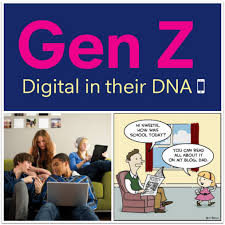 Gen Z
Digital in their DNA
HI SWEETIE,
HOW WAS
SCHOOL TODAY?
YOU CAN READ
ALL ABOUT IT
ON MY BLOG, DAD.